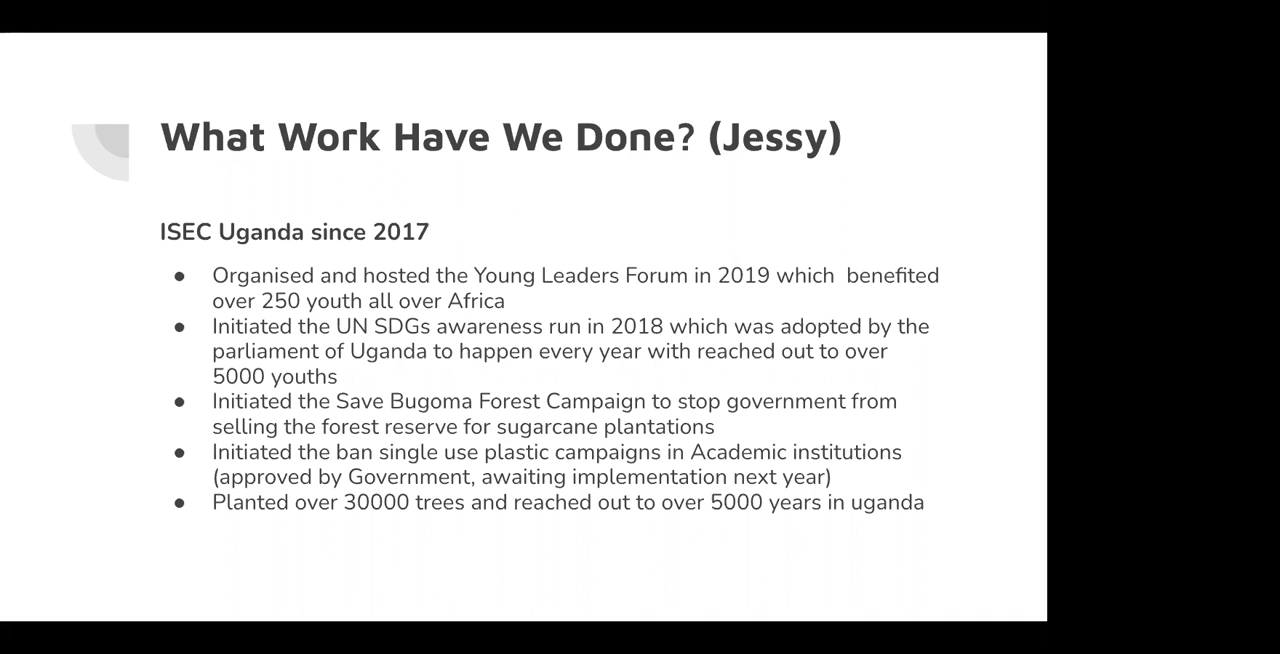 What Work Have We Done? (Jessy)
ISEC Uganda since 2017
● Organised and hosted the Young Leaders Forum in 2019 which  benefited
over 250 youth all over Africa
● Initiated the UN SDGs awareness run in 2018 which was adopted by the
parliament of Uganda to happen every year with reached out to over
5000 youths
● Initiated the Save Bugoma Forest Campaign to stop government from
selling the forest reserve for sugarcane plantations
● Initiated the ban single use plastic campaigns in Academic institutions
(approved by Government, awaiting implementation next year)
● Planted over 30000 trees and reached out to over 5000 years in uganda